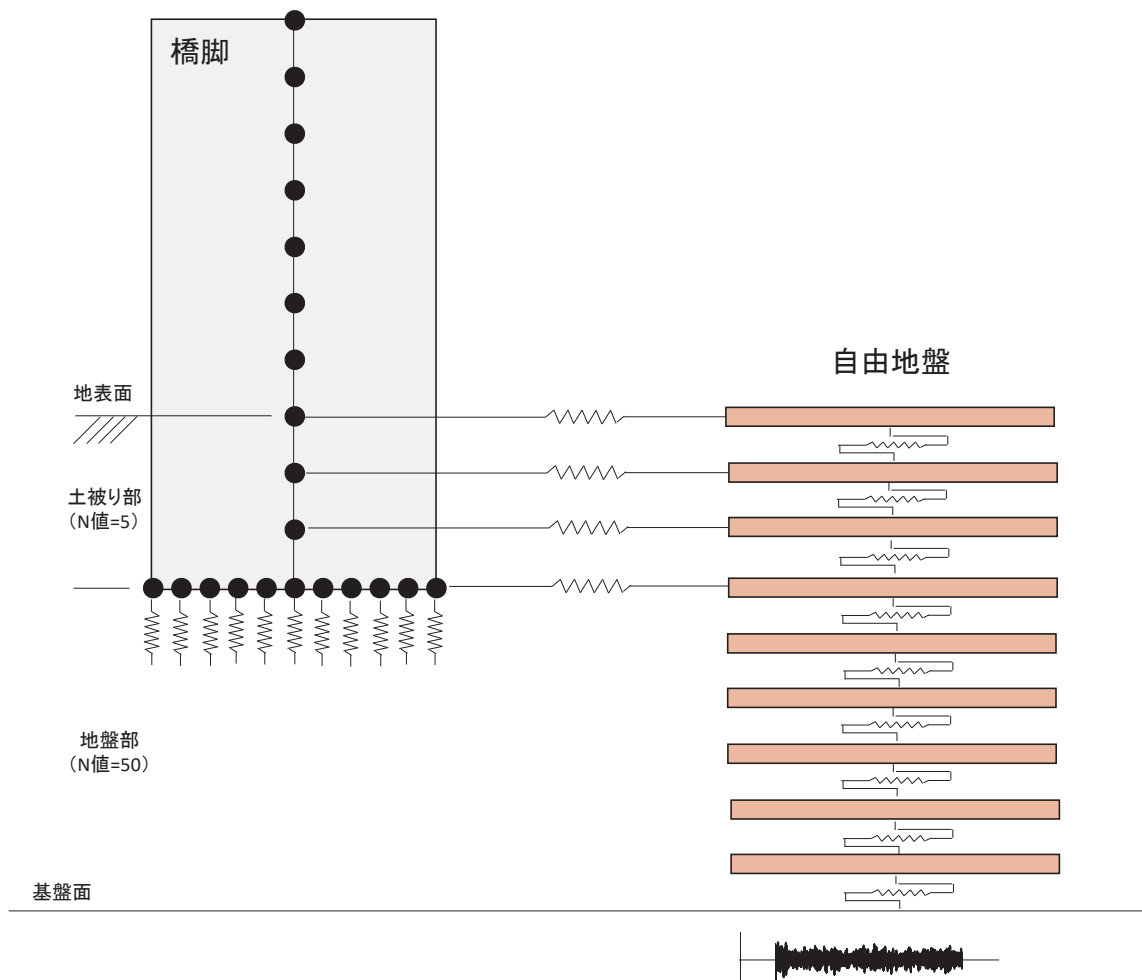 橋脚
自由地盤
地表面
土被り部
（N値=5）
地盤部
（N値=50）
基盤面